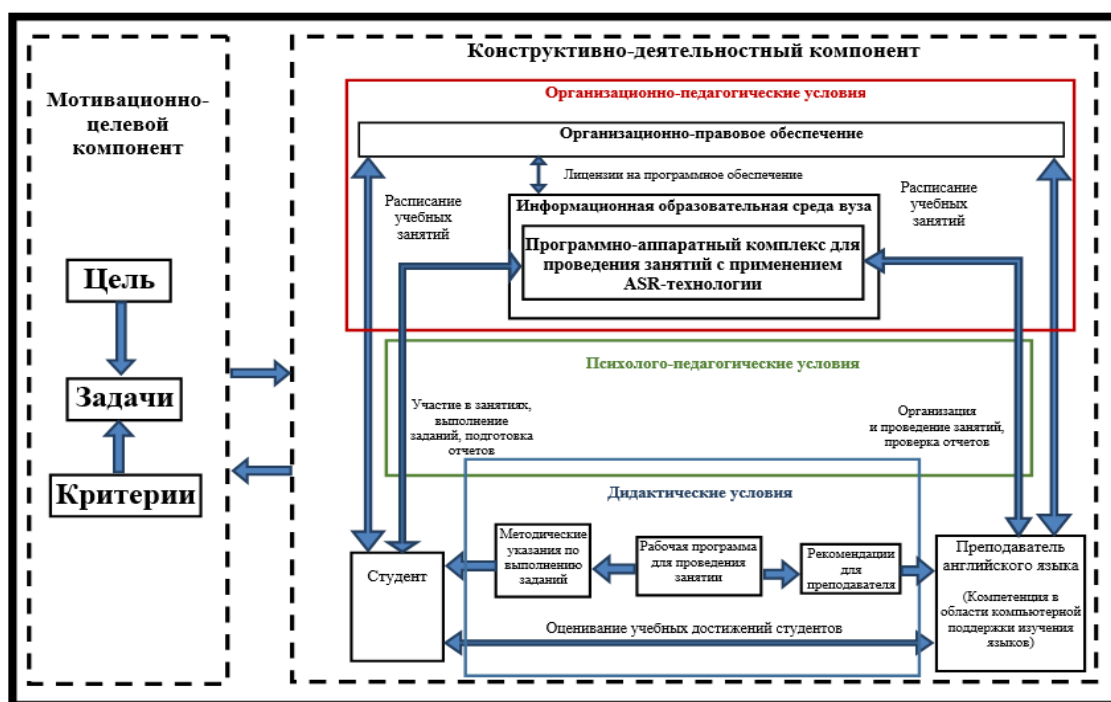 Мотивационно-
целевой
компонент
Цель
Задачи
Критерии
Конструктивно-деятельностный компонент
Организационно-педагогические условия
Организационно-правовое обеспечение
Лицензии на программное обеспечение
Расписание
учебных
занятий
Расписание
учебных
занятий
Информационная образовательная среда вуза
Программно-аппаратный комплекс для
проведения занятий с применением
ASR-технологии
Психолого-педагогические условия
Участие в занятиях,
выполнение
заданий, подготовка
отчетов
Организация
и проведение занятий,
проверка отчетов
Дидактические условия
Студент
Методические
указания по
выполнению
заданий
Рабочая программа
для проведения
занятии
Рекомендации
для
преподавателя
Преподаватель
английского языка
(Компетенция в
области компьютерной
поддержки изучения
языков)
Оценивание учебных достижений студентов